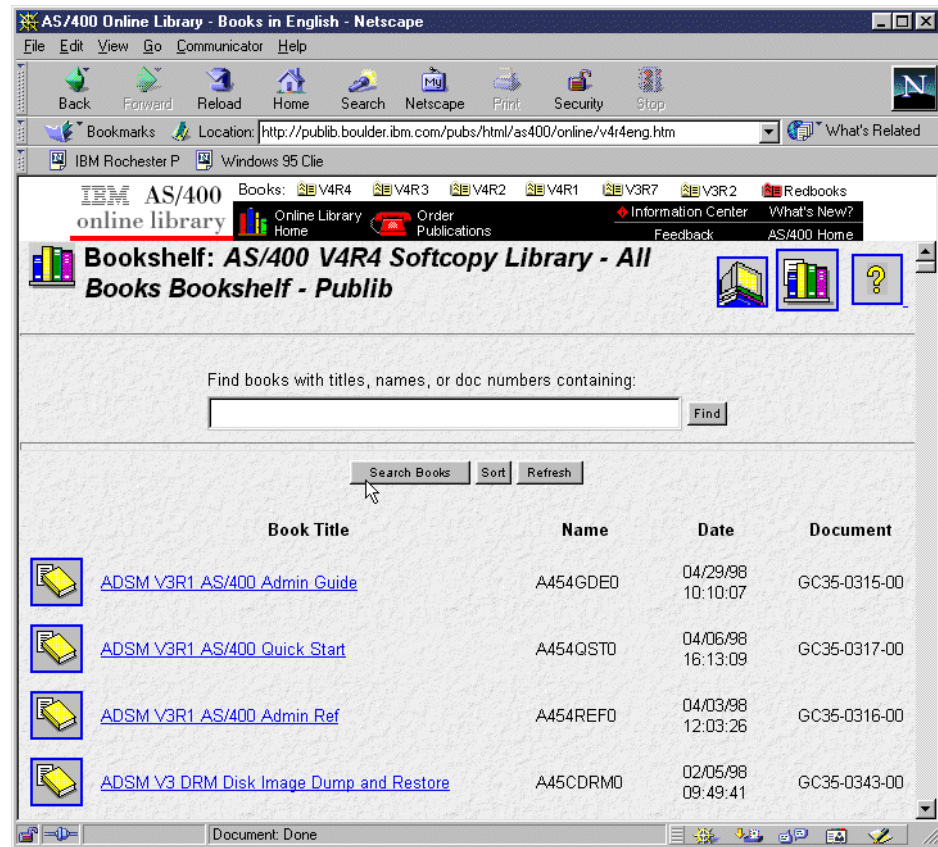 AS/400 Online Library - Books in English - Netscape
File Edit View Go Communicator Help
My
N
Back Forward Reload Home Search Netscape Print Security Stop
Bookmarks Location: http://publib.boulder.ibm.com/pubs/html/as400/online/v4r4eng.htm What's Related
IBM Rochester P Windows 95 Clie
IBM AS/400
online library
Books: V4R4 V4R3 V4R2 V4R1 V3R7 V3R2 Redbooks
Online Library Home
Order Publications
Information Center What's New?
Feedback AS/400 Home
Bookshelf: AS/400 V4R4 Softcopy Library - All
Books Bookshelf - Publib
?
Find books with titles, names, or doc numbers containing:
Find
Search Books Sort Refresh
Book Title Name Date Document
ADSM V3R1 AS/400 Admin Guide A454GDE0 04/29/98 10:10:07 GC35-0315-00
ADSM V3R1 AS/400 Quick Start A454QST0 04/06/98 16:13:09 GC35-0317-00
ADSM V3R1 AS/400 Admin Ref A454REF0 04/03/98 12:03:26 GC35-0316-00
ADSM V3 DRM Disk Image Dump and Restore A45CDRM0 02/05/98 09:49:41 GC35-0343-00
Document: Done